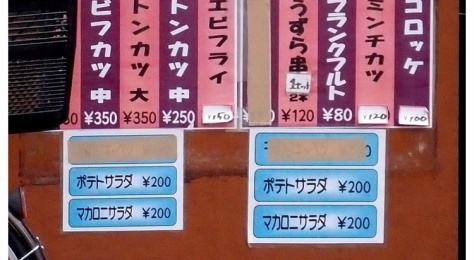 コロッケ
¥100
ミンチカツ
¥120
フランクフルト
¥80
うずら串
2本
¥120
エビフライ
¥150
トンカツ 中
¥250
トンカツ 大
¥350
ビフカツ 中
¥350
ポテトサラダ ¥200
マカロニサラダ ¥200
ポテトサラダ ¥200
マカロニサラダ ¥200